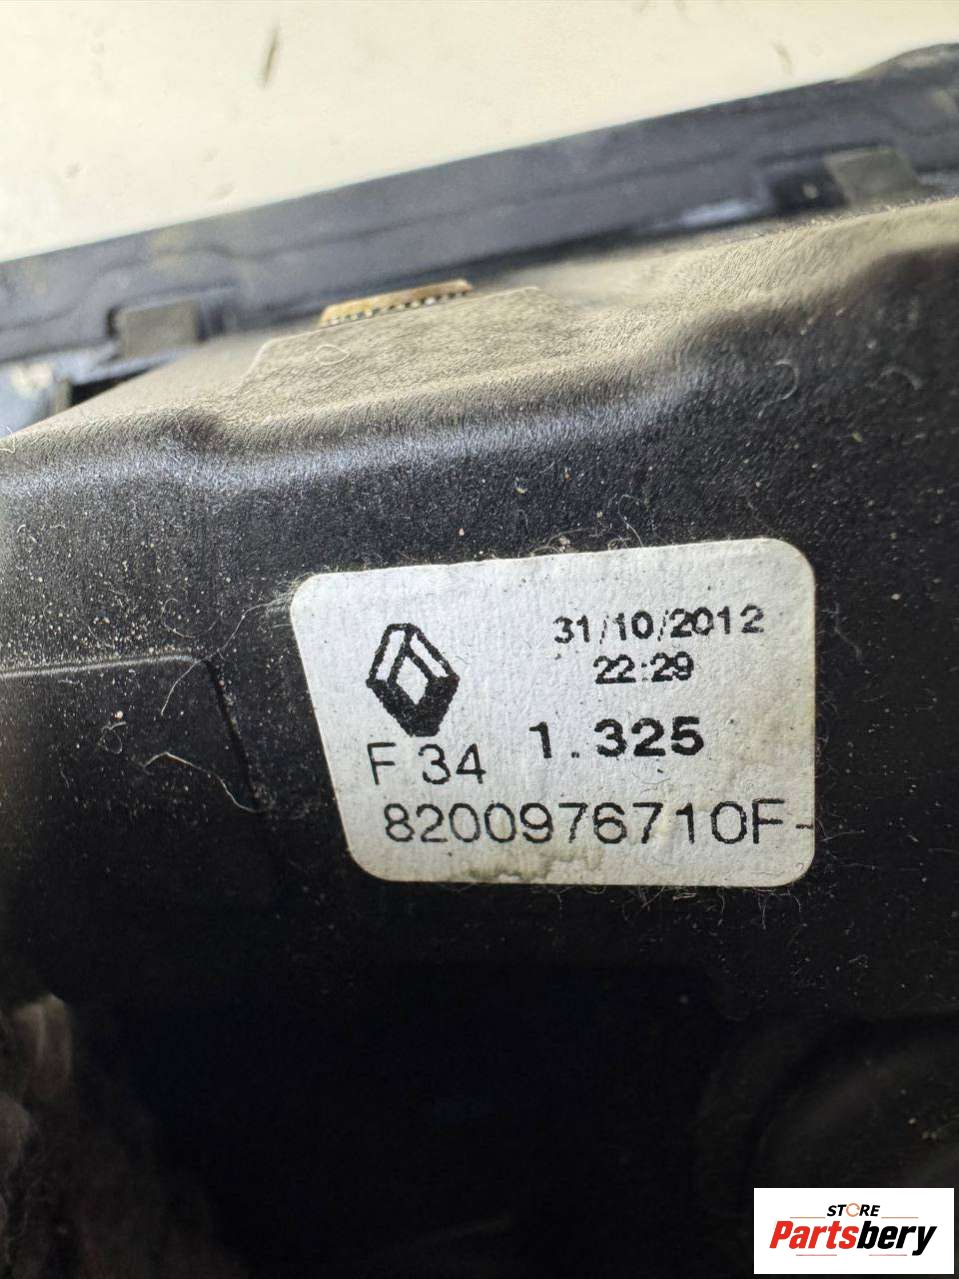 31/10/2012
22:29
F 34 1.325
8200976710F-
STORE
Partsbery